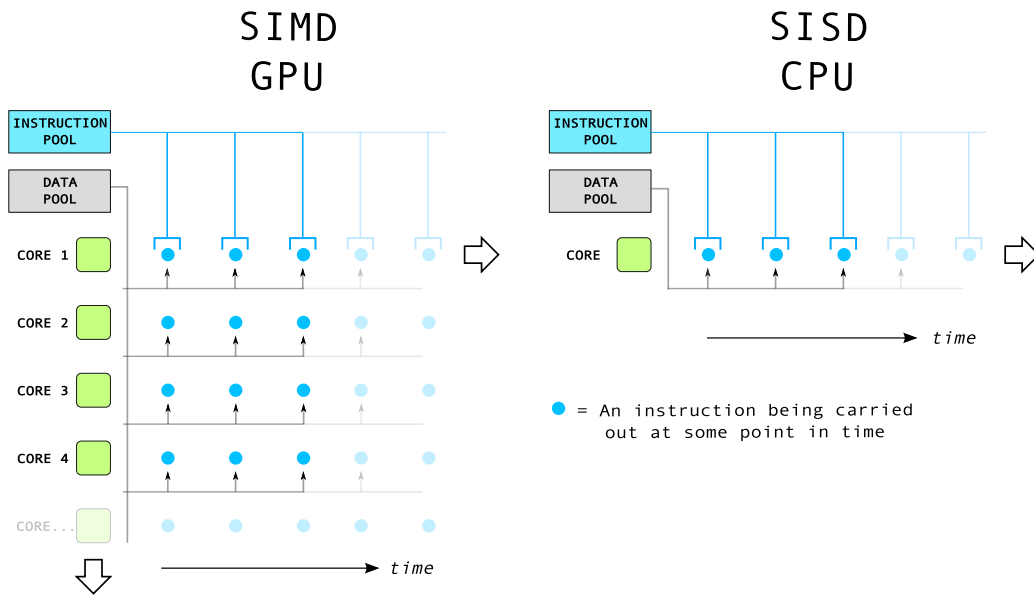 SIMD
GPU
INSTRUCTION
POOL
DATA
POOL
CORE 1
CORE 2
CORE 3
CORE 4
CORE...
time
SISD
CPU
INSTRUCTION
POOL
DATA
POOL
CORE
time
= An instruction being carried
out at some point in time